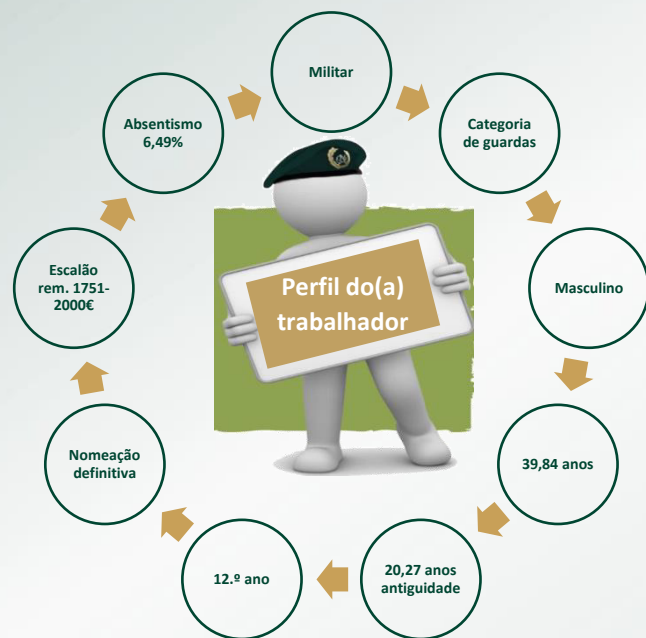 Militar
Categoria
de guardas
Masculino
39,84 anos
20,27 anos
antiguidade
12.º ano
Nomeação
definitiva
Escalão
rem. 1751-
2000€
Absentismo
6,49%
Perfil do(a)
trabalhador